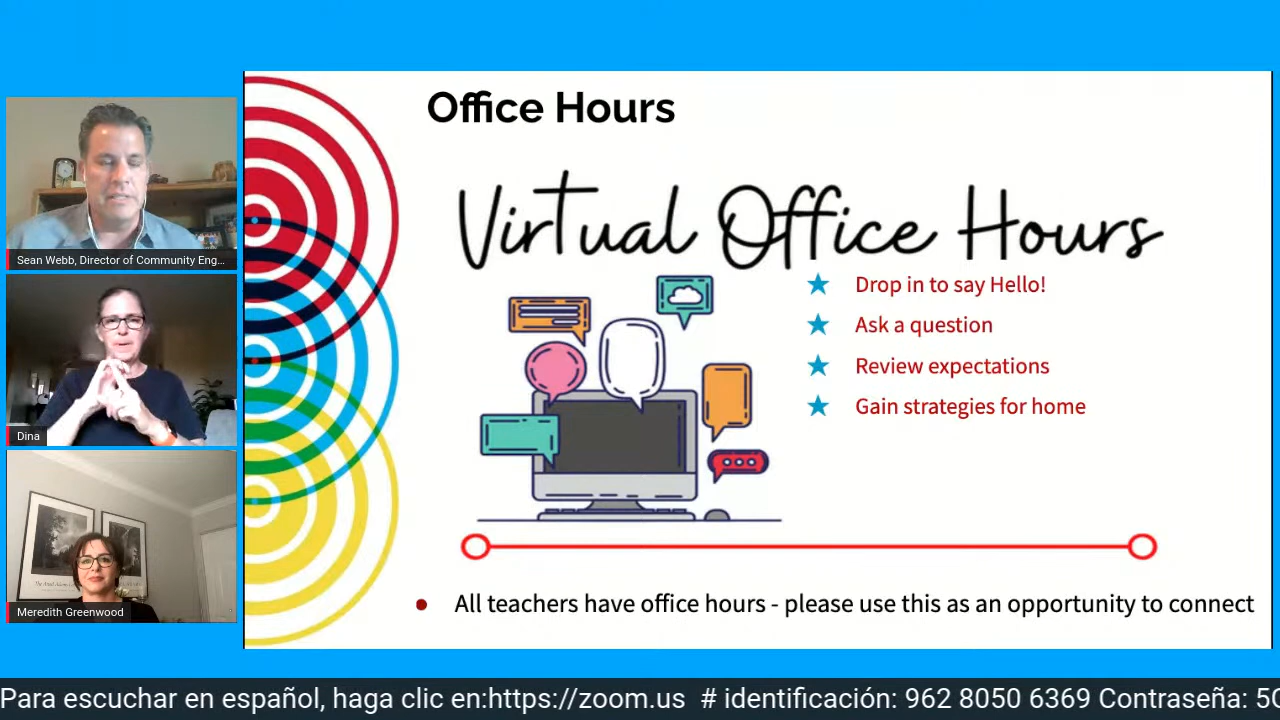 Office Hours
Virtual Office Hours
Drop in to say Hello!
Ask a question
Review expectations
Gain strategies for home
All teachers have office hours - please use this as an opportunity to connect
Sean Webb, Director of Community Eng...
Dina
Meredith Greenwood
Para escuchar en español, haga clic en:https://zoom.us # identificación: 962 8050 6369 Contraseña: 50